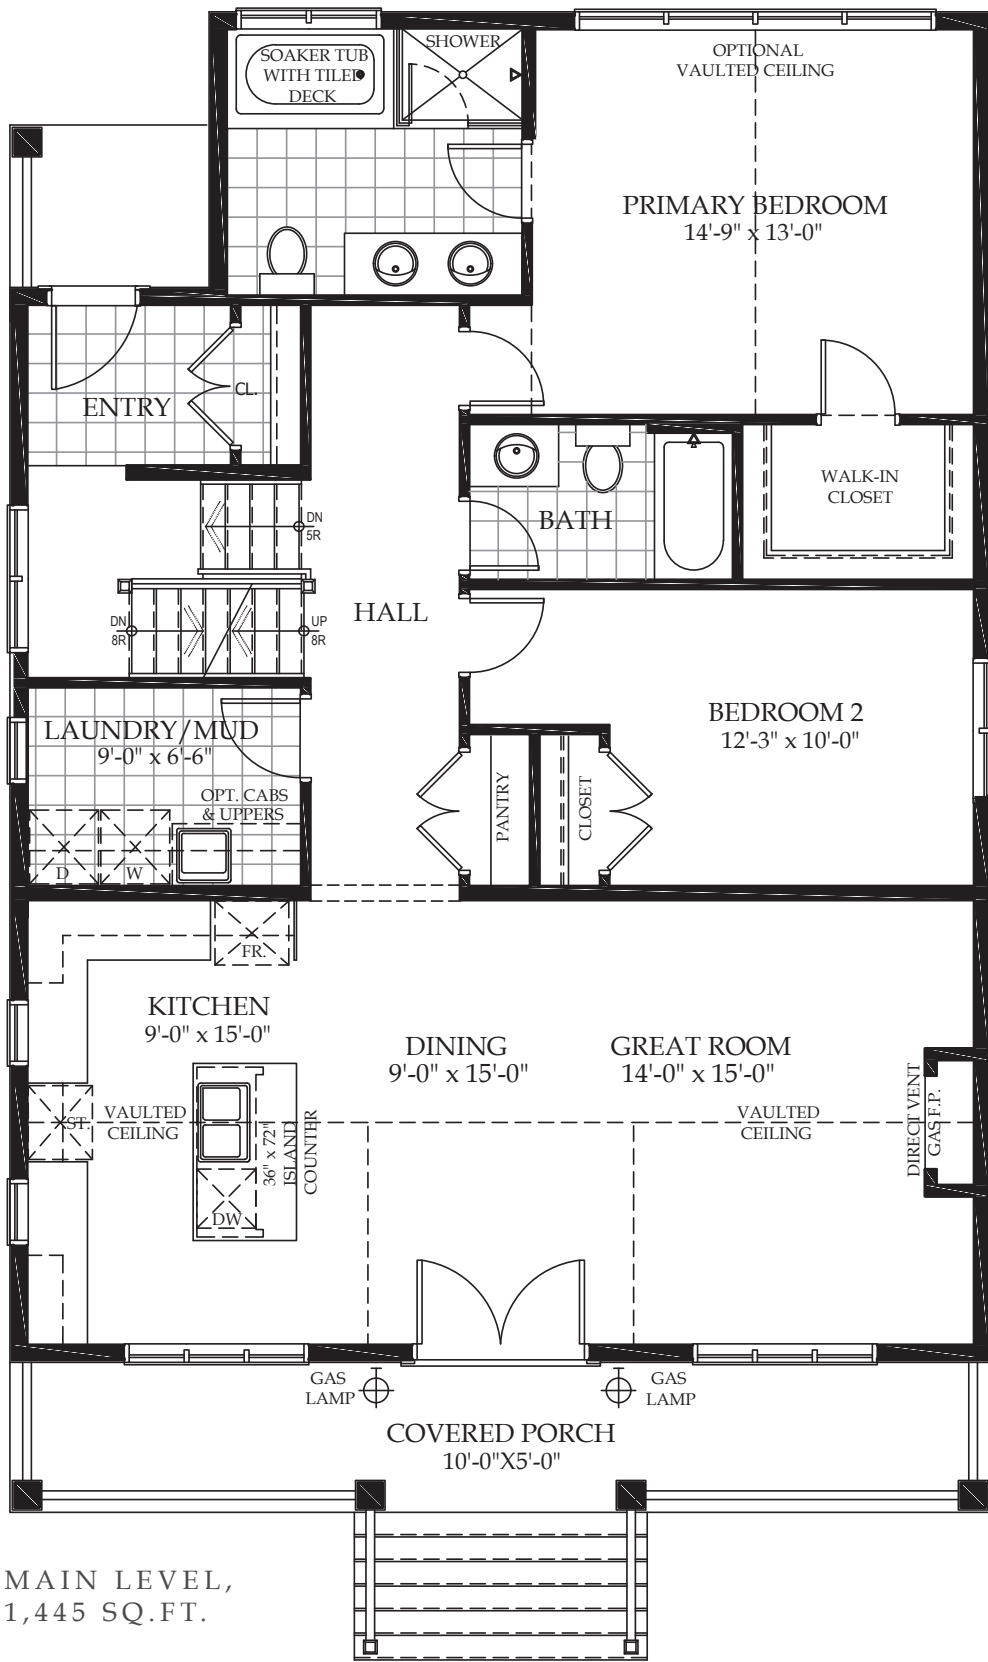 SOAKER TUB
WITH TILED
DECK
SHOWER
OPTIONAL
VAULTED CEILING
PRIMARY BEDROOM
14'-9" x 13'-0"
ENTRY
CL.
WALK-IN
CLOSET
BATH
DN
5R
HALL
DN
8R
UP
8R
LAUNDRY/MUD
9'-0" x 6'-6"
OPT. CABS
& UPPERS
D
W
BEDROOM 2
12'-3" x 10'-0"
PANTRY
CLOSET
FR.
KITCHEN
9'-0" x 15'-0"
DINING
9'-0" x 15'-0"
GREAT ROOM
14'-0" x 15'-0"
ST.
VAULTED
CEILING
36" x 72"
ISLAND
COUNTER
DW
VAULTED
CEILING
DIRECT VENT
GAS F.P.
GAS
LAMP
GAS
LAMP
COVERED PORCH
10'-0"X5'-0"
MAIN LEVEL,
1,445 SQ.FT.